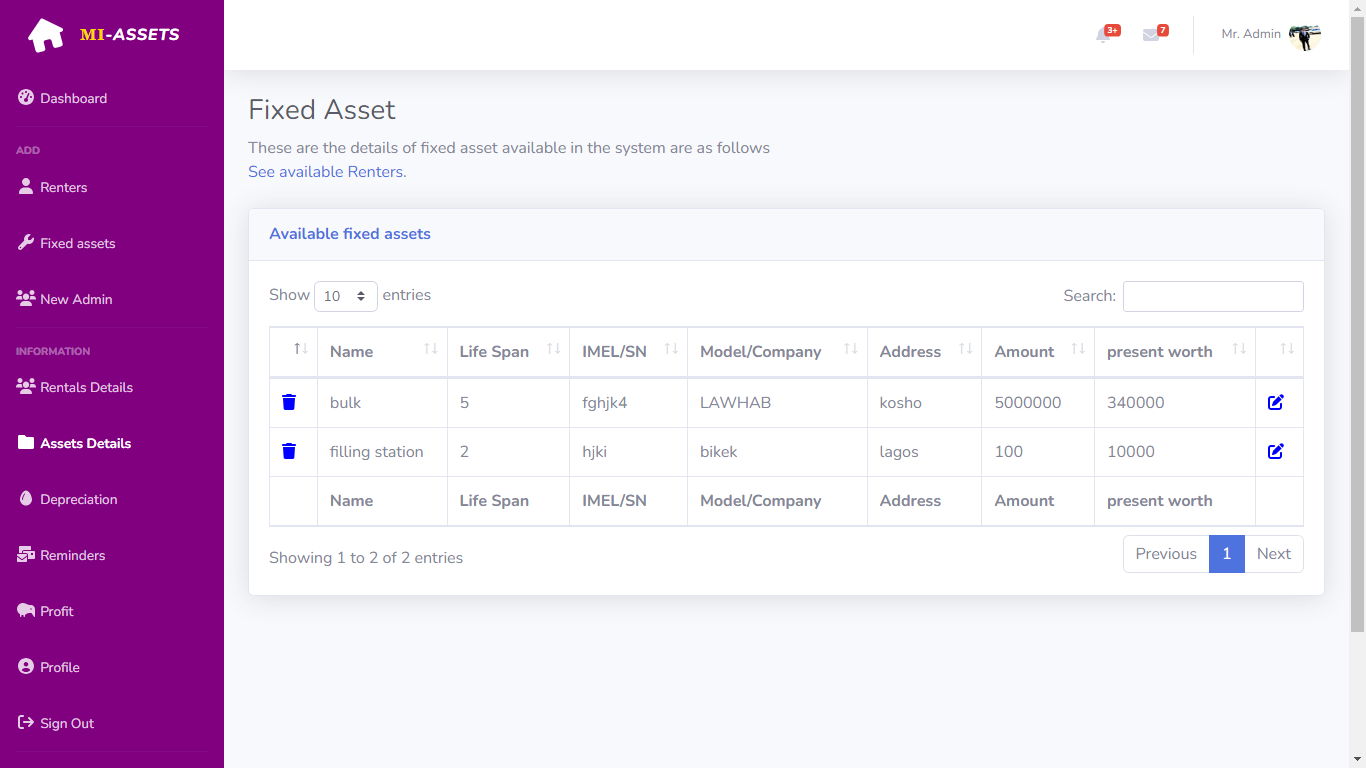 MI-ASSETS
Dashboard
ADD
Renters
Fixed assets
New Admin
INFORMATION
Rentals Details
Assets Details
Depreciation
Reminders
Profit
Profile
Sign Out
3+ 7 Mr. Admin
Fixed Asset
These are the details of fixed asset available in the system are as follows
See available Renters.
Available fixed assets
Show 10 entries Search:
Name Life Span IMEL/SN Model/Company Address Amount present worth
bulk 5 fghjk4 LAWHAB kosho 5000000 340000
filling station 2 hjki bikek lagos 100 10000
Name Life Span IMEL/SN Model/Company Address Amount present worth
Showing 1 to 2 of 2 entries Previous 1 Next